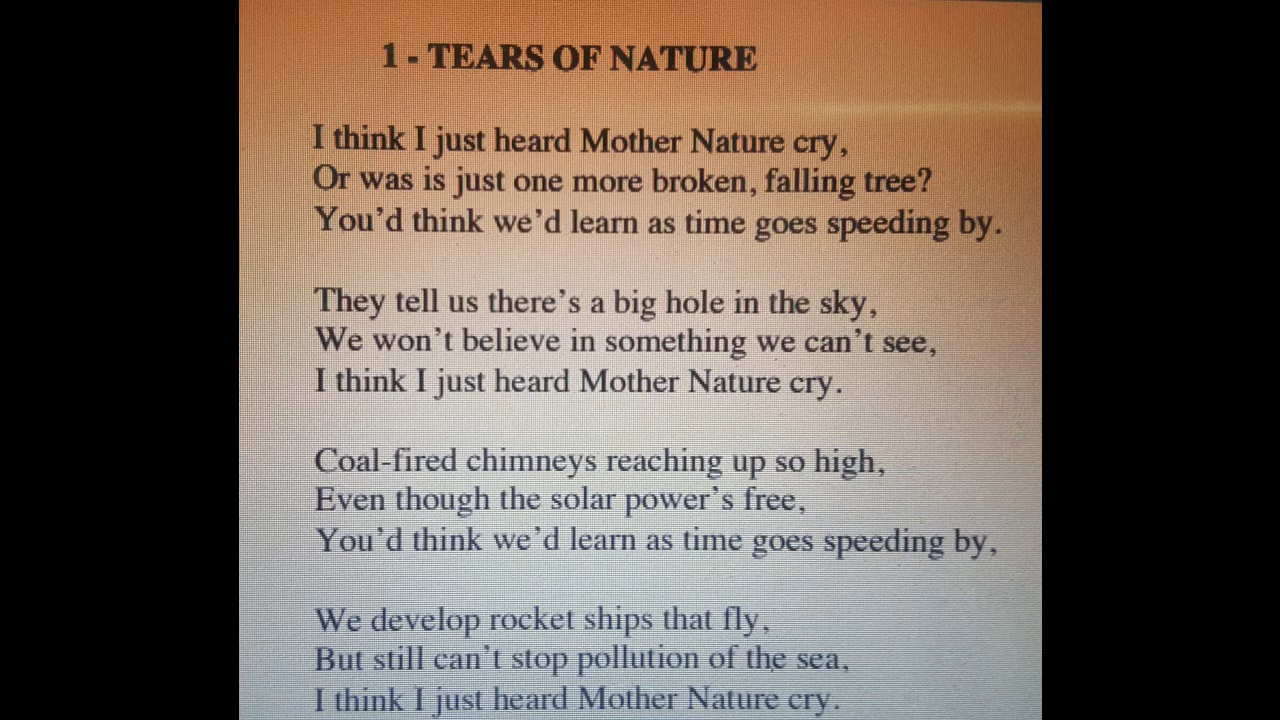 1 - TEARS OF NATURE
I think I just heard Mother Nature cry,
Or was is just one more broken, falling tree?
You’d think we’d learn as time goes speeding by.
They tell us there’s a big hole in the sky,
We won’t believe in something we can’t see,
I think I just heard Mother Nature cry.
Coal-fired chimneys reaching up so high,
Even though the solar power’s free,
You’d think we’d learn as time goes speeding by,
We develop rocket ships that fly,
But still can’t stop pollution of the sea,
I think I just heard Mother Nature cry.